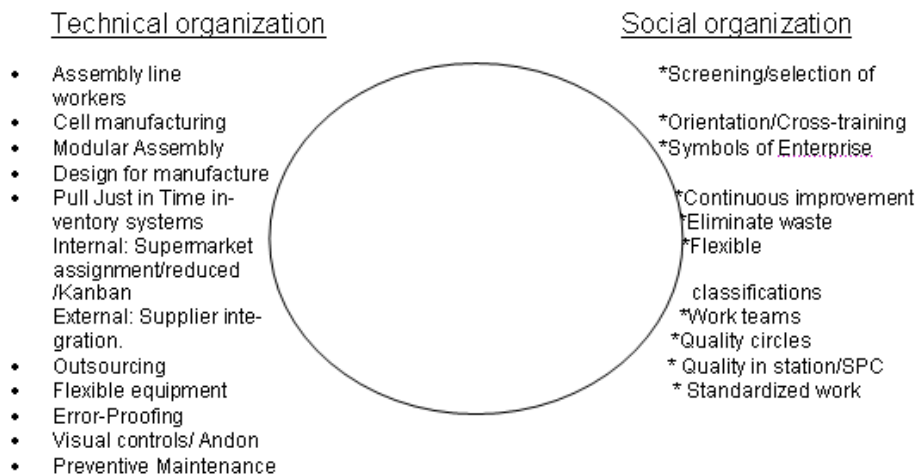 Technical organization
• Assembly line
workers
• Cell manufacturing
• Modular Assembly
• Design for manufacture
• Pull Just in Time in-
ventory systems
Internal: Supermarket
assignment/reduced
/Kanban
External: Supplier inte-
gration.
• Outsourcing
• Flexible equipment
• Error-Proofing
• Visual controls/ Andon
• Preventive Maintenance
Social organization
*Screening/selection of
*Orientation/Cross-training
*Symbols of Enterprise
*Continuous improvement
*Eliminate waste
*Flexible
classifications
*Work teams
*Quality circles
* Quality in station/SPC
* Standardized work